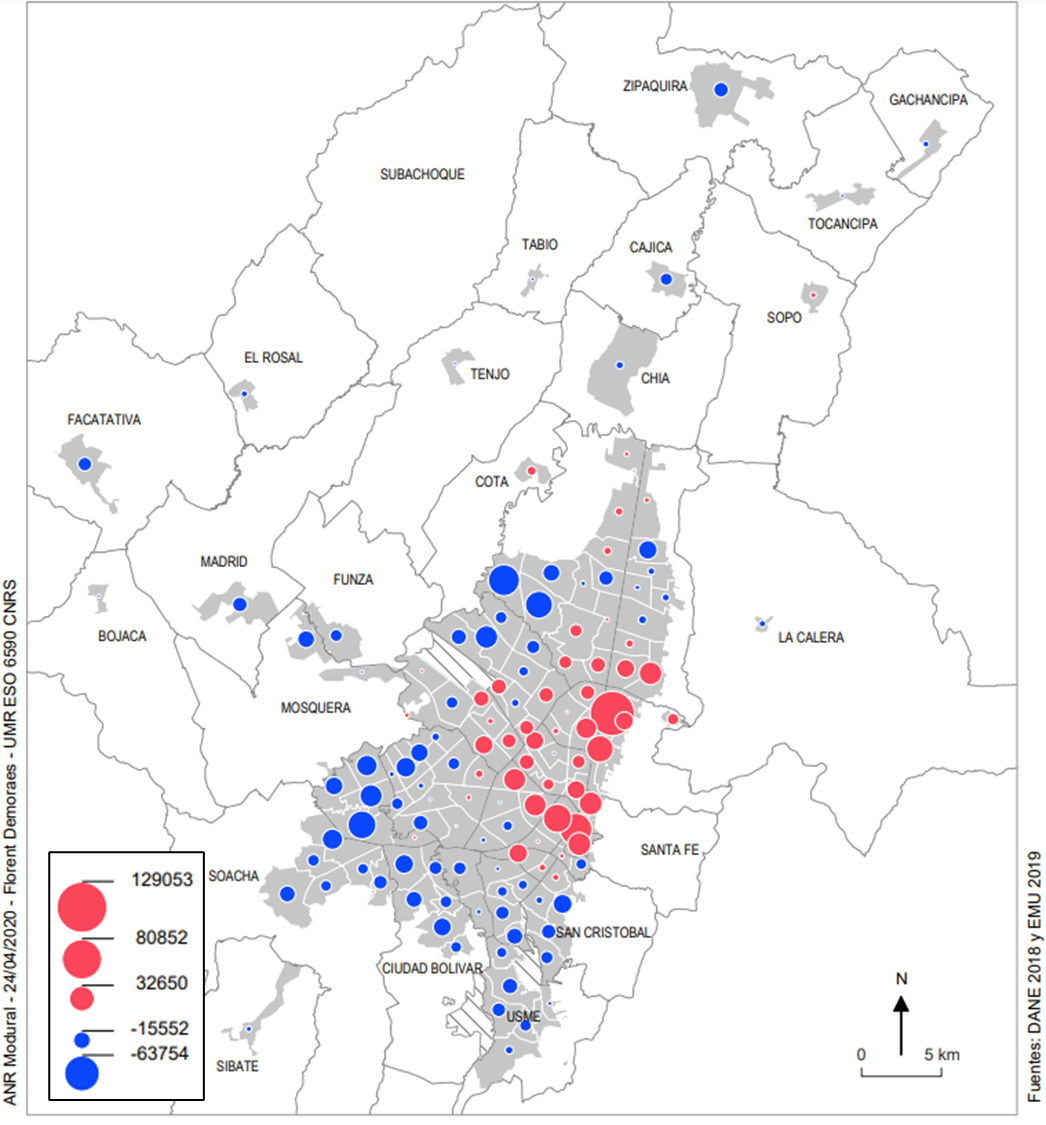 ZIPAQUIRA
GACHANCIPA
SUBACHOQUE
TOCANCIPA
TABIO
CAJICA
SOPO
EL ROSAL
TENJO
CHIA
FACATATIVA
COTA
MADRID
FUNZA
BOJACA
LA CALERA
MOSQUERA
SANTA FE
SOACHA
SAN CRISTOBAL
CIUDAD BOLIVAR
USME
SIBATE
129053
80852
32650
-15552
-63754
N
0 5 km
ANR Modural - 24/04/2020 - Florent Demoraes - UMR ESO 6590 CNRS
Fuentes: DANE 2018 y EMU 2019